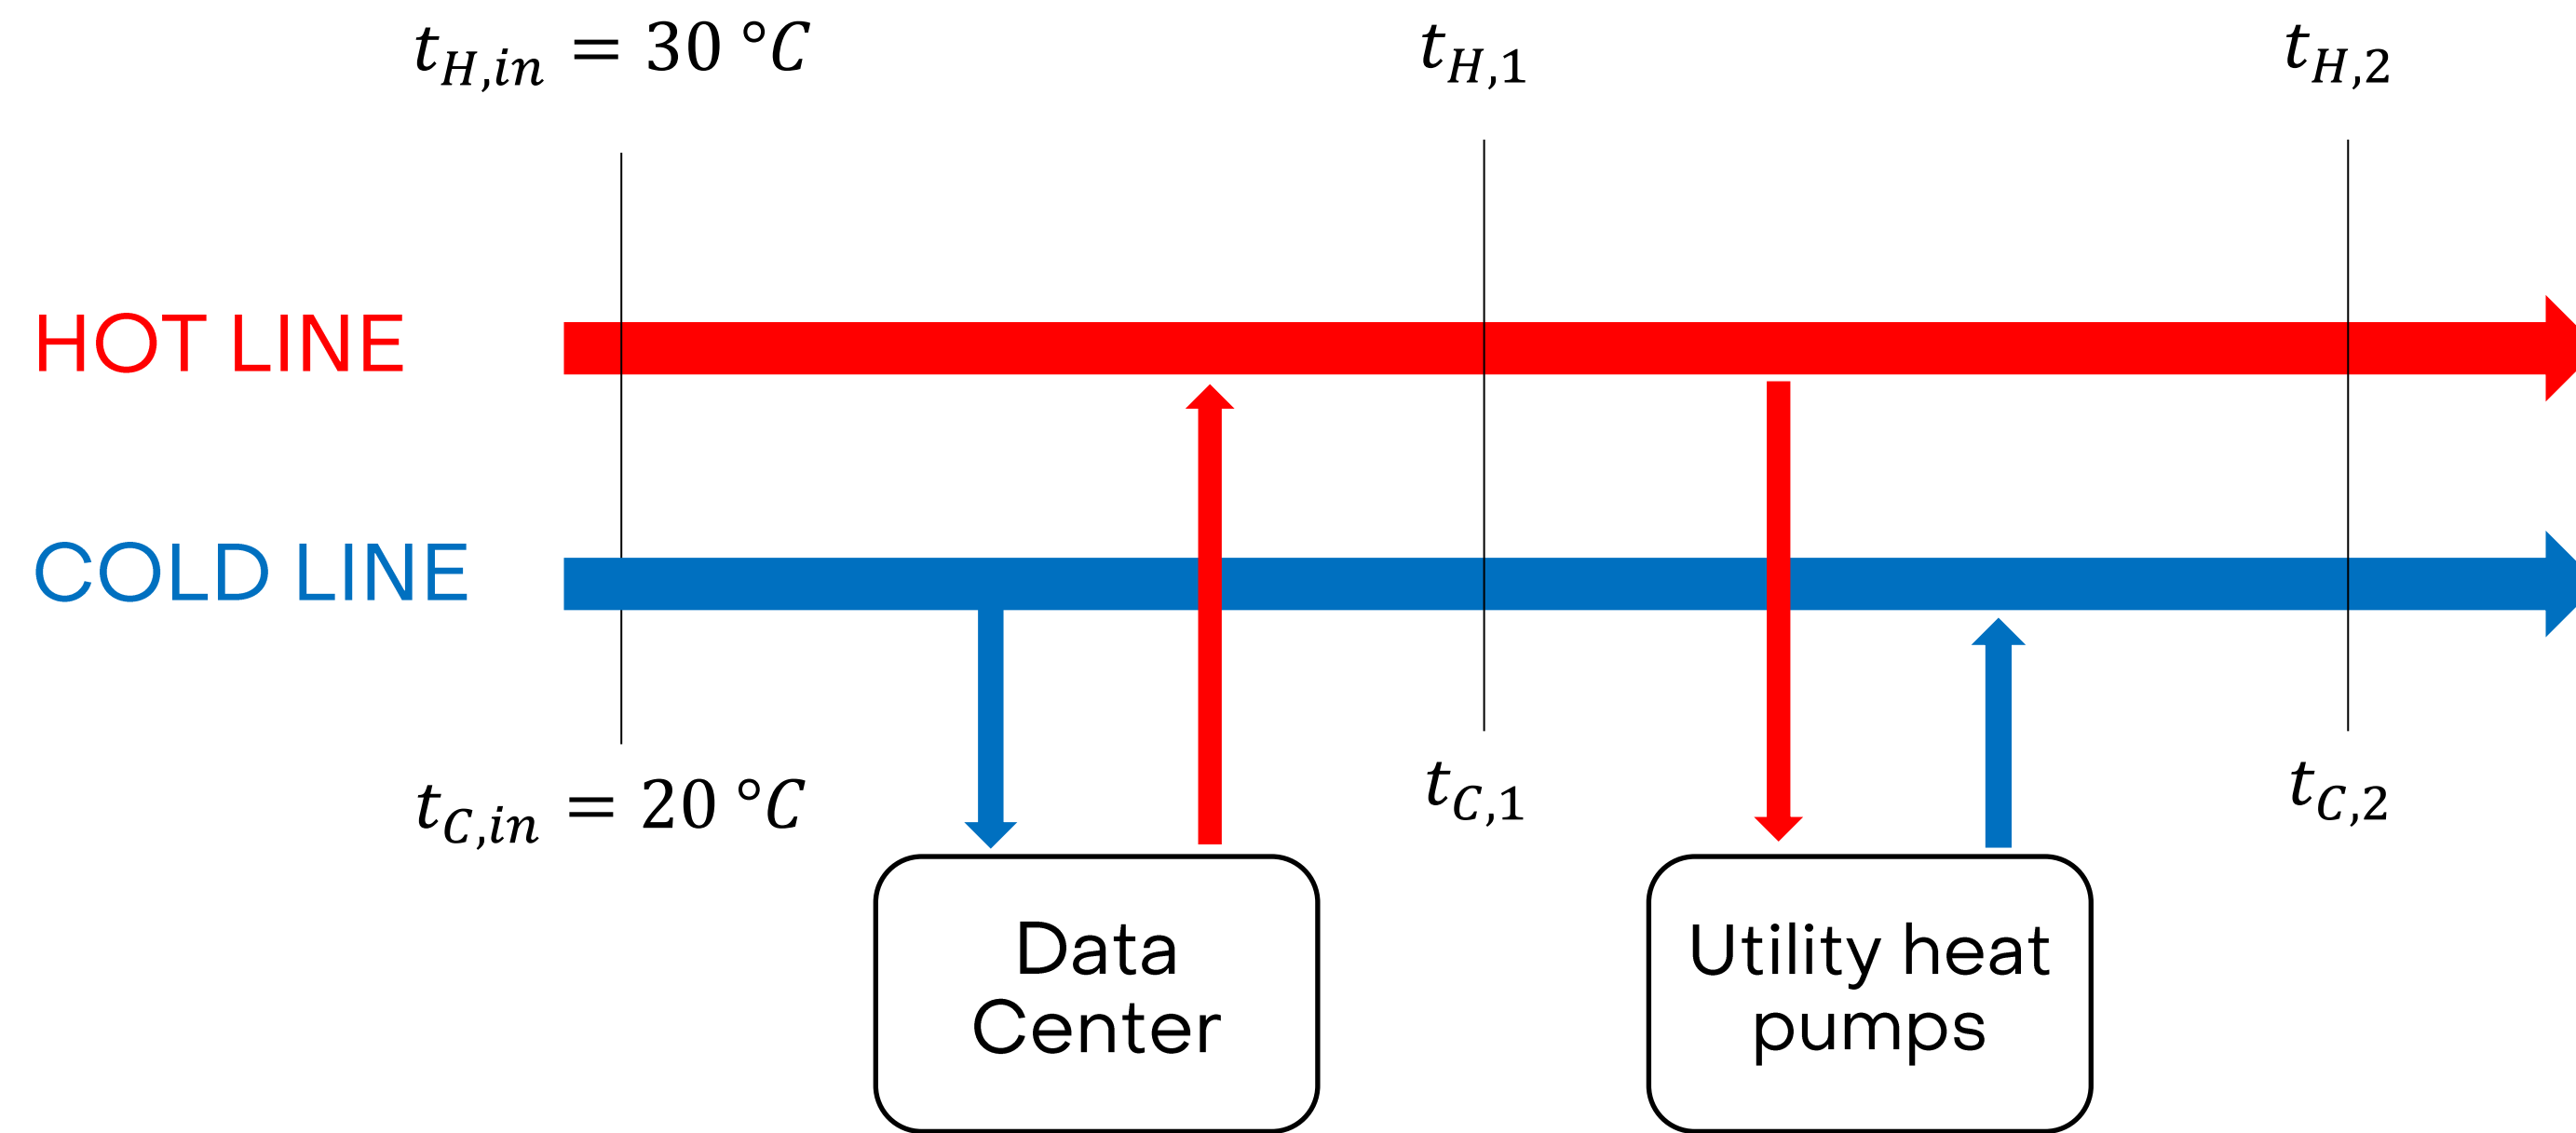 t_{H,in} = 30 °C
t_{H,1}
t_{H,2}
HOT LINE
COLD LINE
t_{C,in} = 20 °C
t_{C,1}
t_{C,2}
Data
Center
Utility heat
pumps